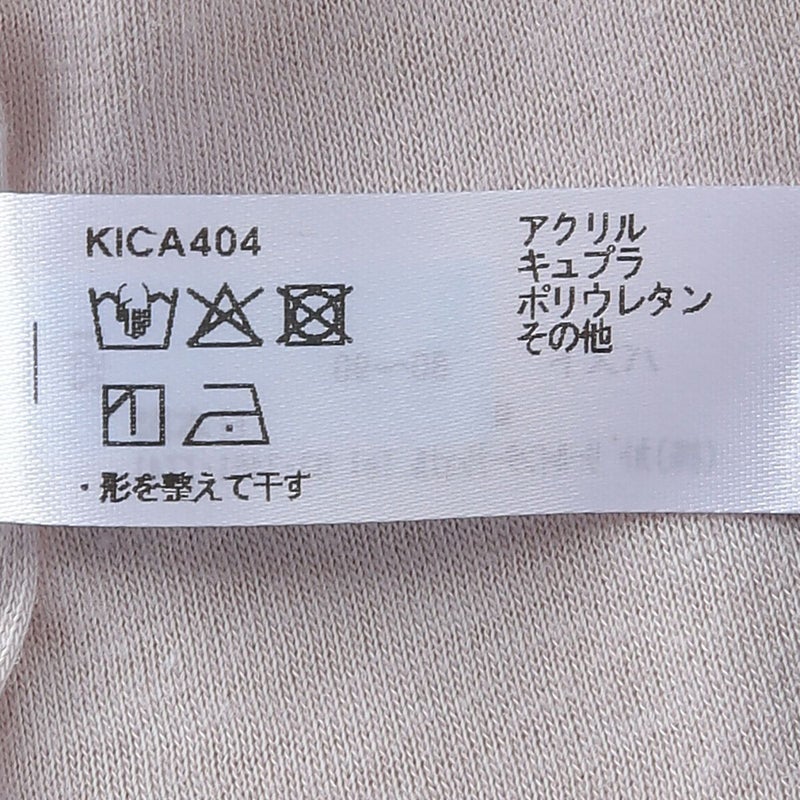 KICA404
アクリル
キュプラ
ポリウレタン
その他
・形を整えて干す